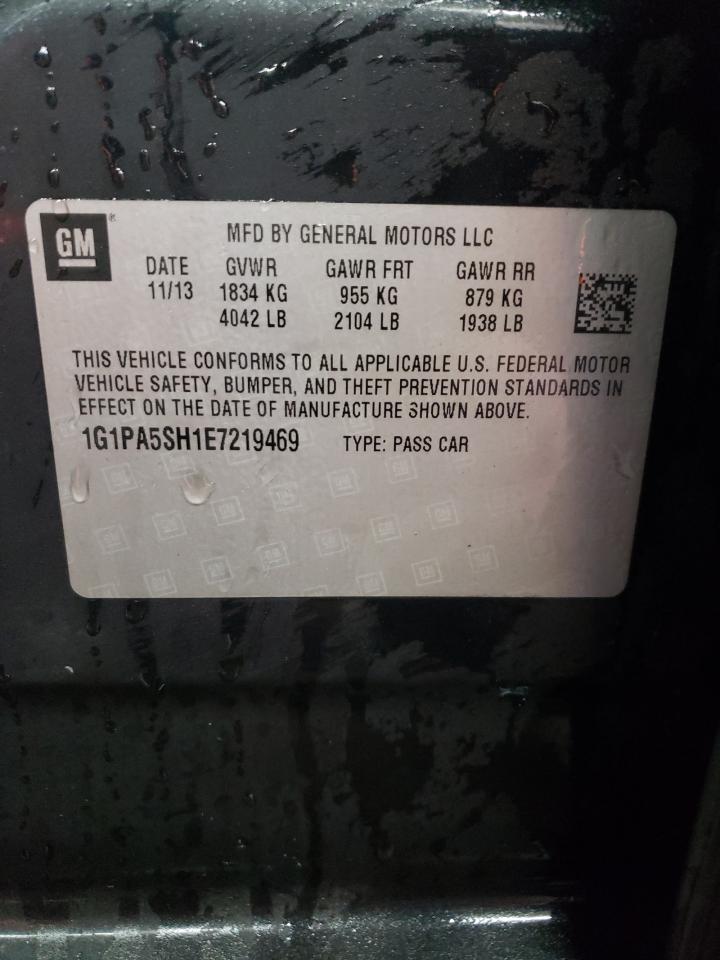 GM ®
MFD BY GENERAL MOTORS LLC
DATE GVWR GAWR FRT GAWR RR
11/13 1834 KG 955 KG 879 KG
4042 LB 2104 LB 1938 LB
THIS VEHICLE CONFORMS TO ALL APPLICABLE U.S. FEDERAL MOTOR
VEHICLE SAFETY, BUMPER, AND THEFT PREVENTION STANDARDS IN
EFFECT ON THE DATE OF MANUFACTURE SHOWN ABOVE.
1G1PA5SH1E7219469 TYPE: PASS CAR